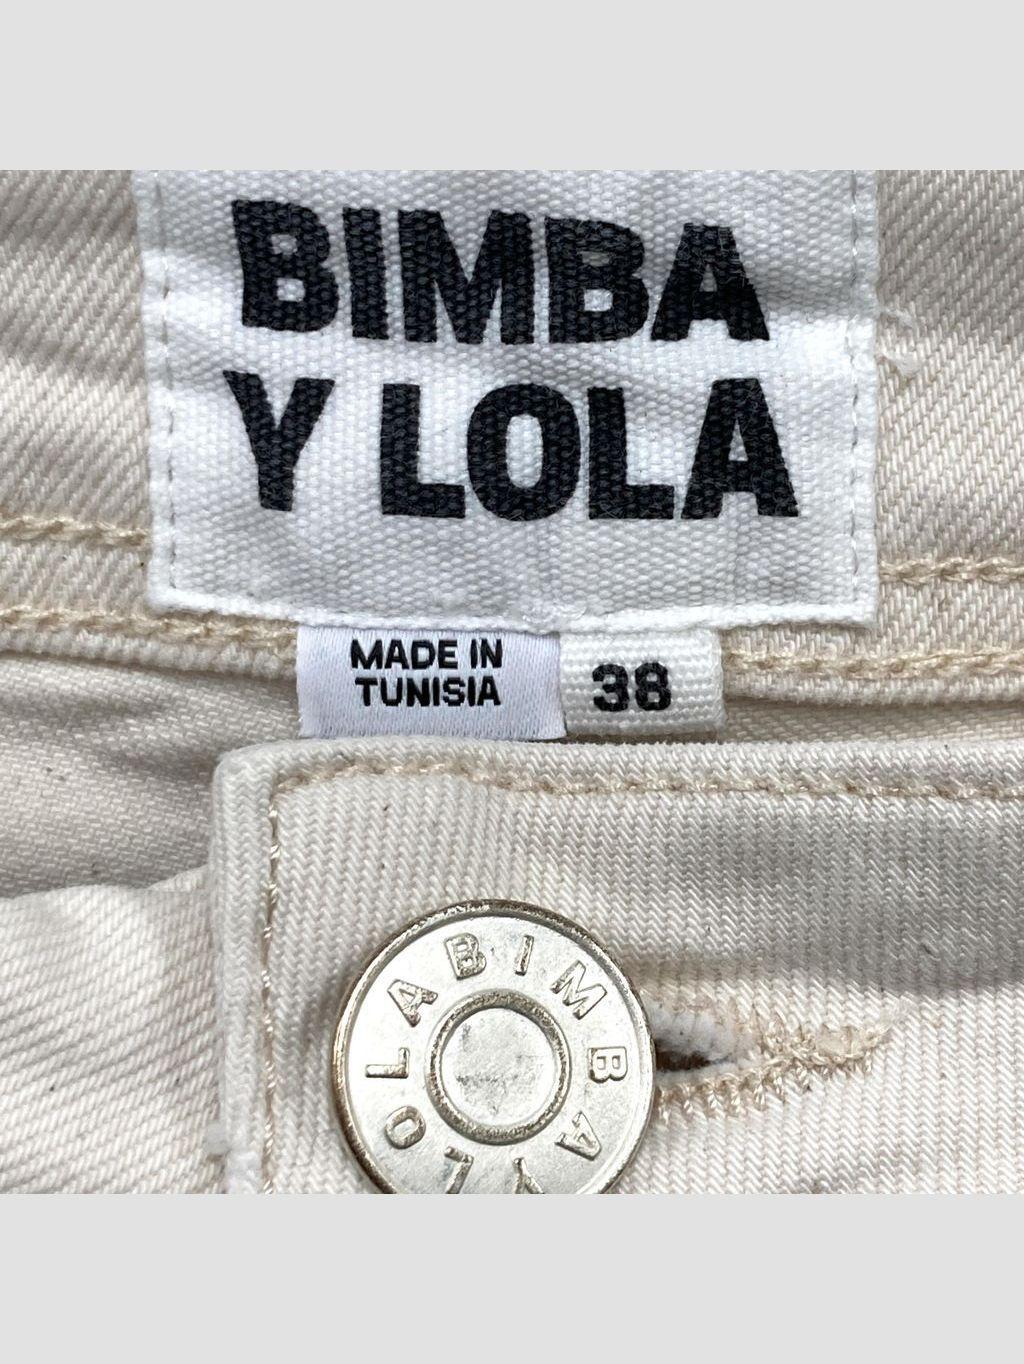 BIMBA
Y LOLA
MADE IN
TUNISIA
38
BIMBA Y LOLA